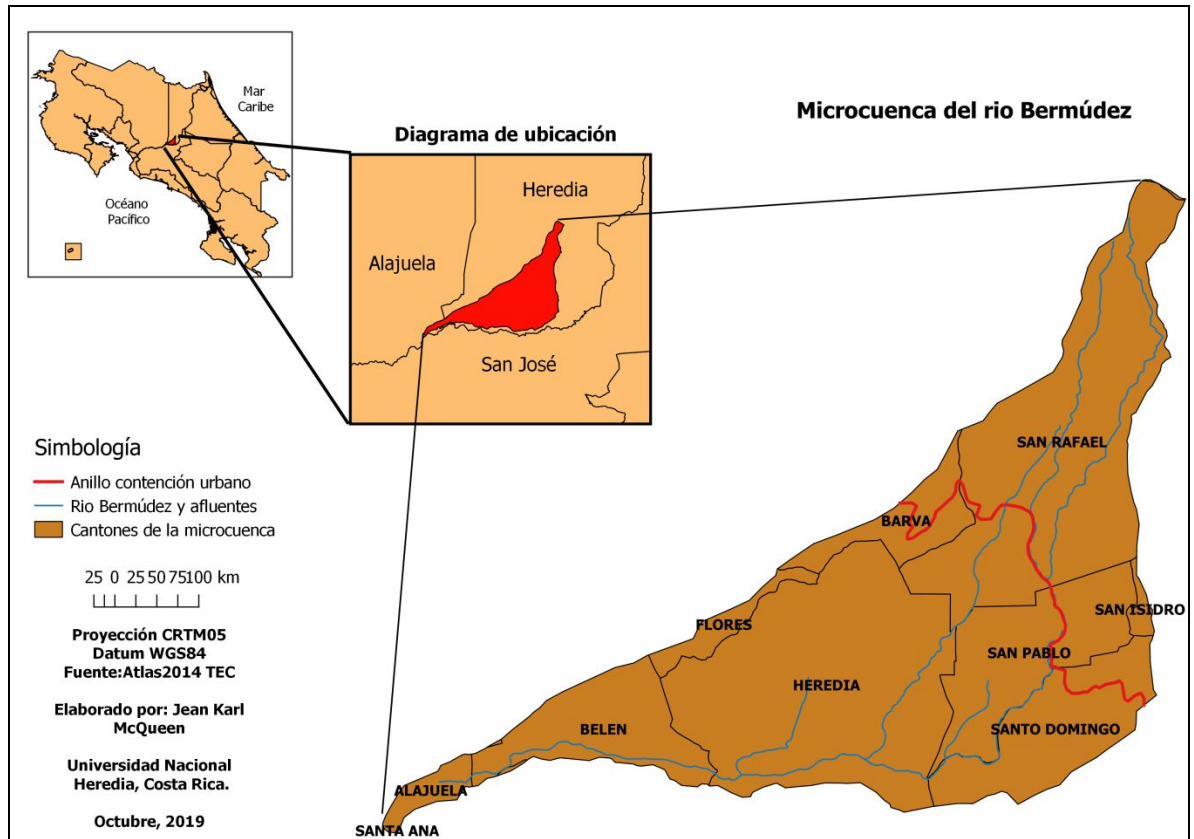 Mar
Caribe
Océano
Pacífico
Diagrama de ubicación
Heredia
Alajuela
San José
Microcuenca del rio Bermúdez
SAN RAFAEL
BARVA
SAN ISIDRO
FLORES
SAN PABLO
HEREDIA
SANTO DOMINGO
BELEN
ALAJUELA
SANTA ANA
Simbología
Anillo contención urbano
Rio Bermúdez y afluentes
Cantones de la microcuenca
25 0 25 50 75100 km
Proyección CRTM05
Datum WGS84
Fuente:Atlas2014 TEC
Elaborado por: Jean Karl
McQueen
Universidad Nacional
Heredia, Costa Rica.
Octubre, 2019